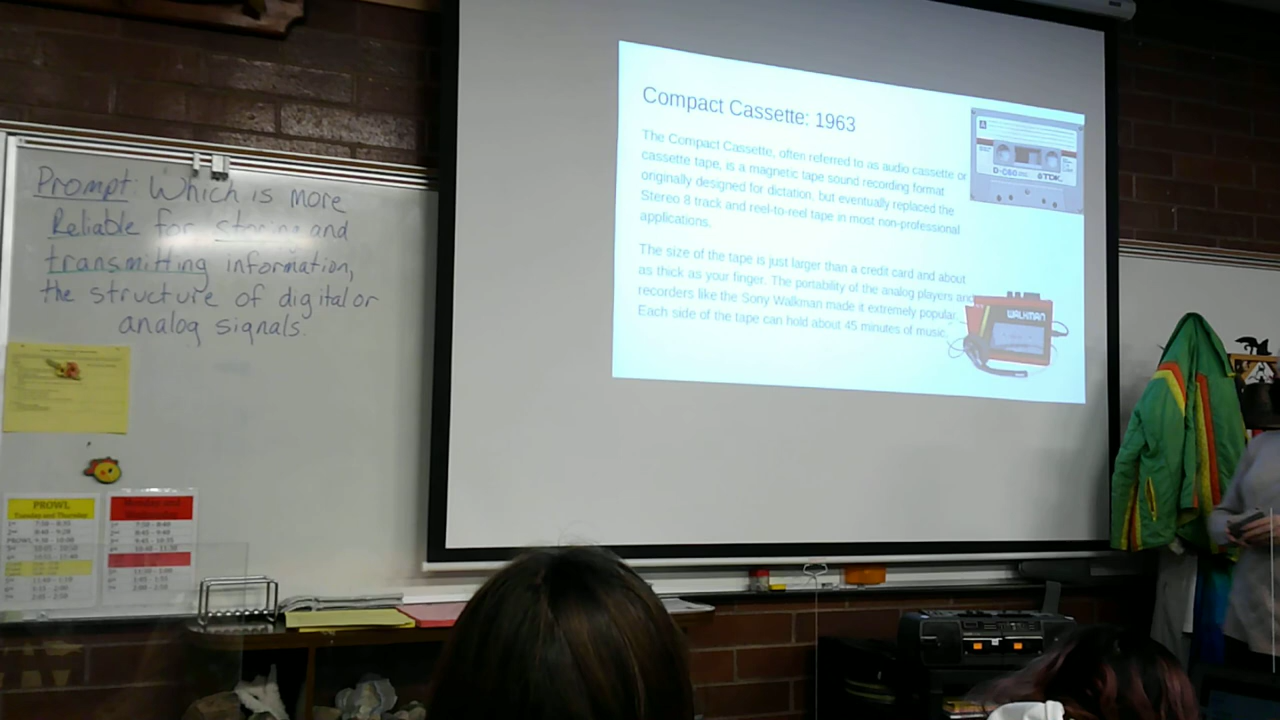 Prompt: Which is more
Reliable for storing and
transmitting information,
the structure of digital or
analog signals.
Compact Cassette: 1963
The Compact Cassette, often referred to as audio cassette or
cassette tape, is a magnetic tape sound recording format
originally designed for dictation, but eventually replaced the
Stereo 8 track and reel-to-reel tape in most non-professional
applications.
The size of the tape is just larger than a credit card and about
as thick as your finger. The portability of the analog players and
recorders like the Sony Walkman made it extremely popular.
Each side of the tape can hold about 45 minutes of music.
A
D-C60
TDK
WALKMAN
PROWL
Tuesday and Thursday